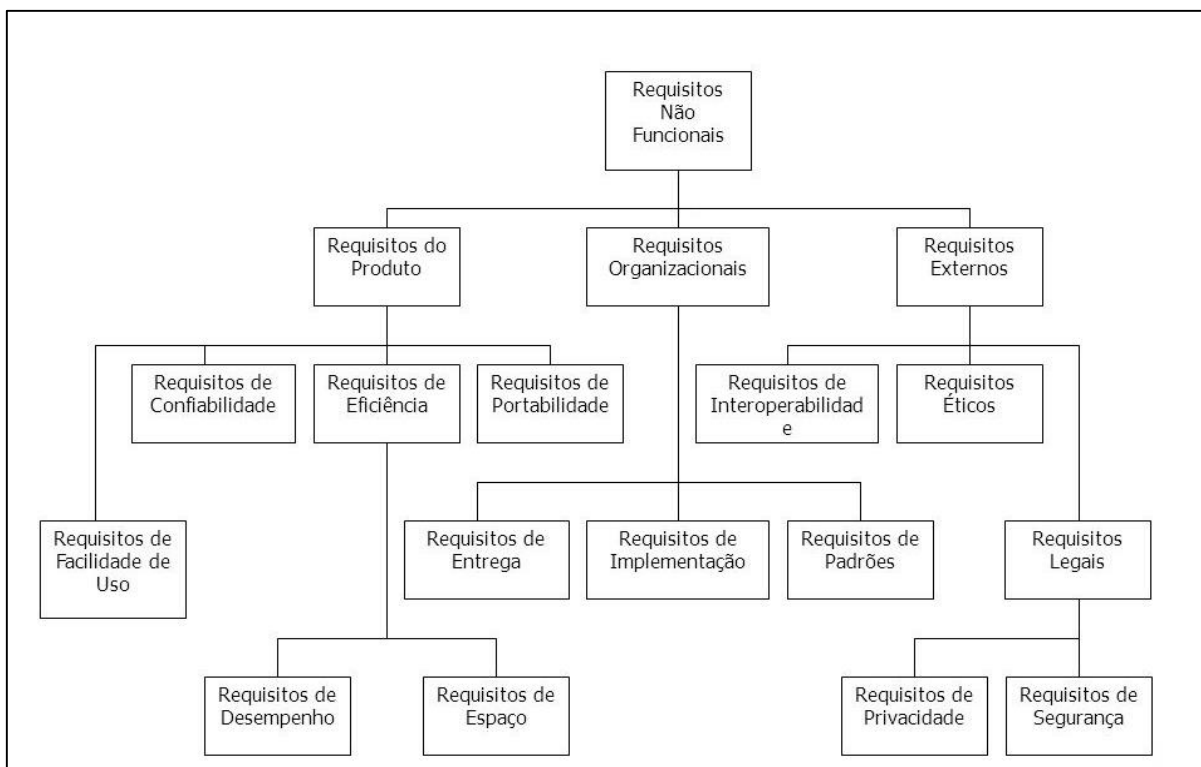 Requisitos
Não
Funcionais
Requisitos do
Produto
Requisitos
Organizacionais
Requisitos
Externos
Requisitos de
Confiabilidade
Requisitos de
Eficiência
Requisitos de
Portabilidade
Requisitos de
Interoperabilidad
e
Requisitos
Éticos
Requisitos de
Facilidade de
Uso
Requisitos de
Entrega
Requisitos de
Implementação
Requisitos de
Padrões
Requisitos
Legais
Requisitos de
Desempenho
Requisitos de
Espaço
Requisitos de
Privacidade
Requisitos de
Segurança